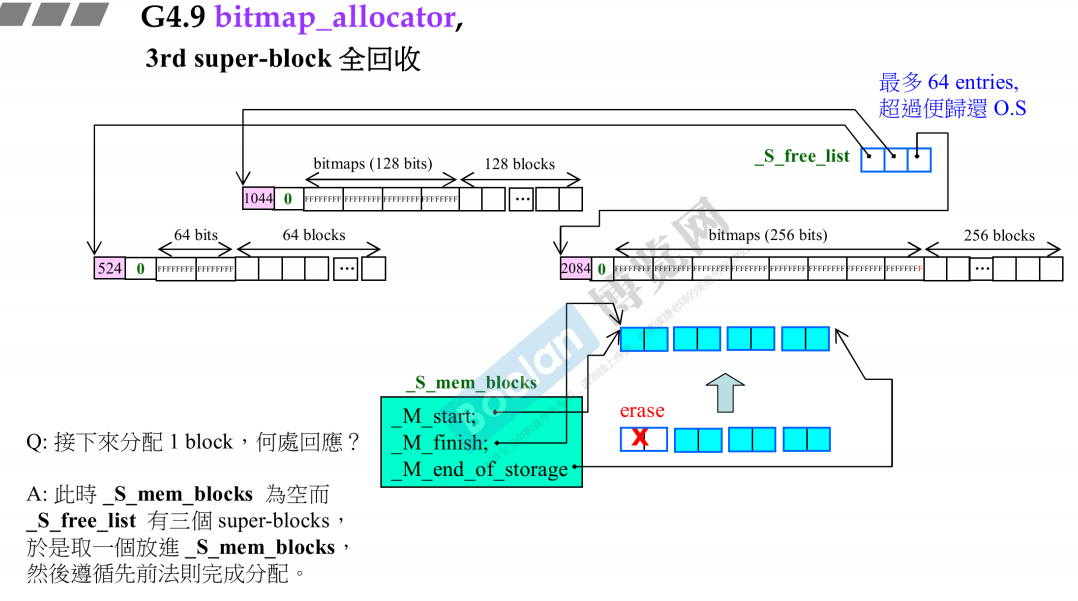 G4.9 bitmap_allocator,
3rd super-block 全回收
最多 64 entries,
超過便歸還 O.S
_S_free_list
bitmaps (128 bits)
128 blocks
1044 0 FFFFFFFF FFFFFFFF FFFFFFFF FFFFFFFF ...
64 bits
64 blocks
bitmaps (256 bits)
256 blocks
524 0 FFFFFFFF FFFFFFFF ...
2084 0 FFFFFFFF FFFFFFFF FFFFFFFF FFFFFFFF FFFFFFFF FFFFFFFF FFFFFFFF FFFFFFFF ...
博览网
Boolan
_S_mem_blocks
_M_start;
_M_finish;
_M_end_of_storage
erase
X
Q: 接下來分配 1 block，何處回應？
A: 此時 _S_mem_blocks 為空而
_S_free_list 有三個 super-blocks，
於是取一個放進 _S_mem_blocks，
然後遵循先前法則完成分配。